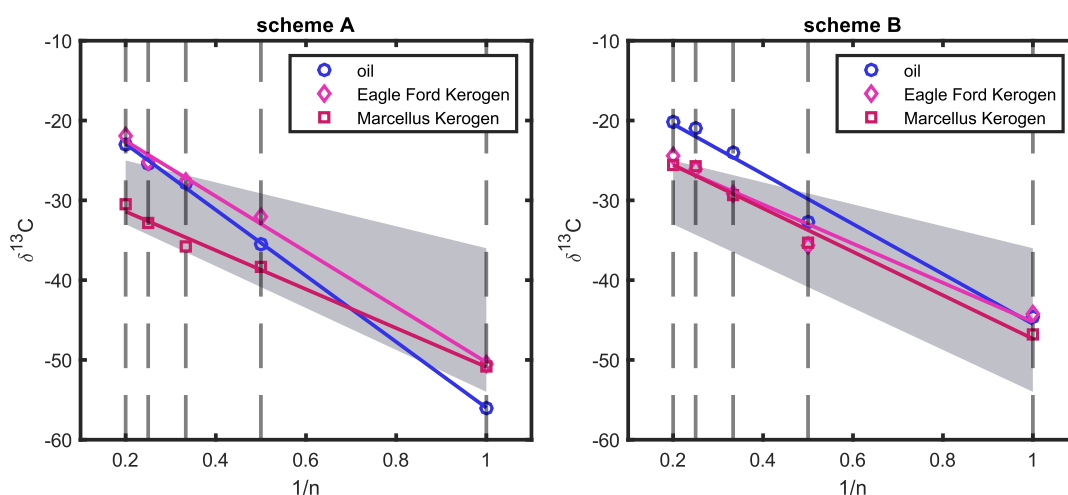 scheme A
-10
-20
-30
-40
-50
-60
δ13C
0.2
0.4
0.6
0.8
1
1/n
oil
Eagle Ford Kerogen
Marcellus Kerogen
scheme B
-10
-20
-30
-40
-50
-60
δ13C
0.2
0.4
0.6
0.8
1
1/n
oil
Eagle Ford Kerogen
Marcellus Kerogen